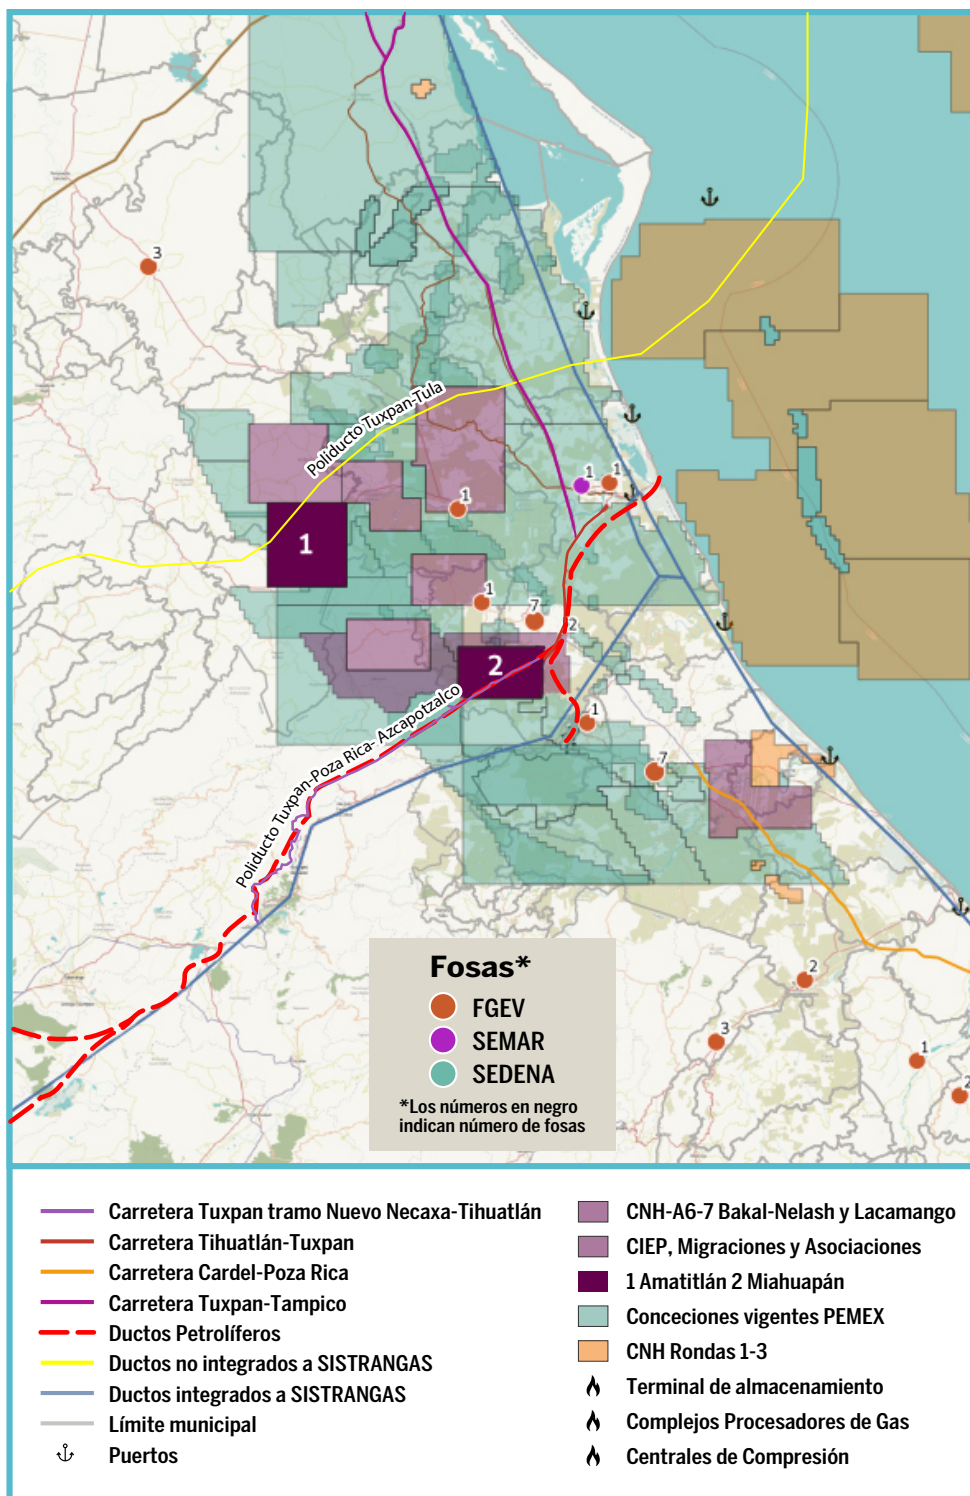 3
Poliducto Tuxpan-Tula
1
1
1
1
1
7
2
2
Poliducto Tuxpan-Poza Rica- Azcapotzalco
1
7
Fosas*
FGEV
SEMAR
SEDENA
*Los números en negro
indican número de fosas
2
3
1
2
Carretera Tuxpan tramo Nuevo Necaxa-Tihuatlán
Carretera Tihuatlán-Tuxpan
Carretera Cardel-Poza Rica
Carretera Tuxpan-Tampico
Ductos Petrolíferos
Ductos no integrados a SISTRANGAS
Ductos integrados a SISTRANGAS
Límite municipal
Puertos
CNH-A6-7 Bakal-Nelash y Lacamango
CIEP, Migraciones y Asociaciones
1 Amatitlán 2 Miahuapán
Conceciones vigentes PEMEX
CNH Rondas 1-3
Terminal de almacenamiento
Complejos Procesadores de Gas
Centrales de Compresión